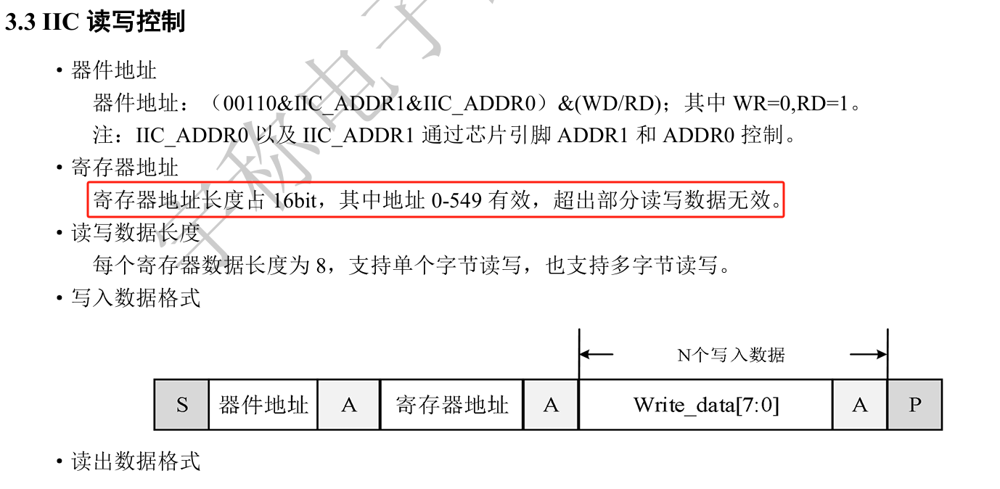 3.3 IIC 读写控制
·器件地址
器件地址：（00110&IIC_ADDR1&IIC_ADDR0）&(WD/RD)；其中 WR=0,RD=1。
注：IIC_ADDR0 以及 IIC_ADDR1 通过芯片引脚 ADDR1 和 ADDR0 控制。
·寄存器地址
寄存器地址长度占 16bit，其中地址 0-549 有效，超出部分读写数据无效。
·读写数据长度
每个寄存器数据长度为 8，支持单个字节读写，也支持多字节读写。
·写入数据格式
N个写入数据
S 器件地址 A 寄存器地址 A Write_data[7:0] A P
·读出数据格式
宇称电子